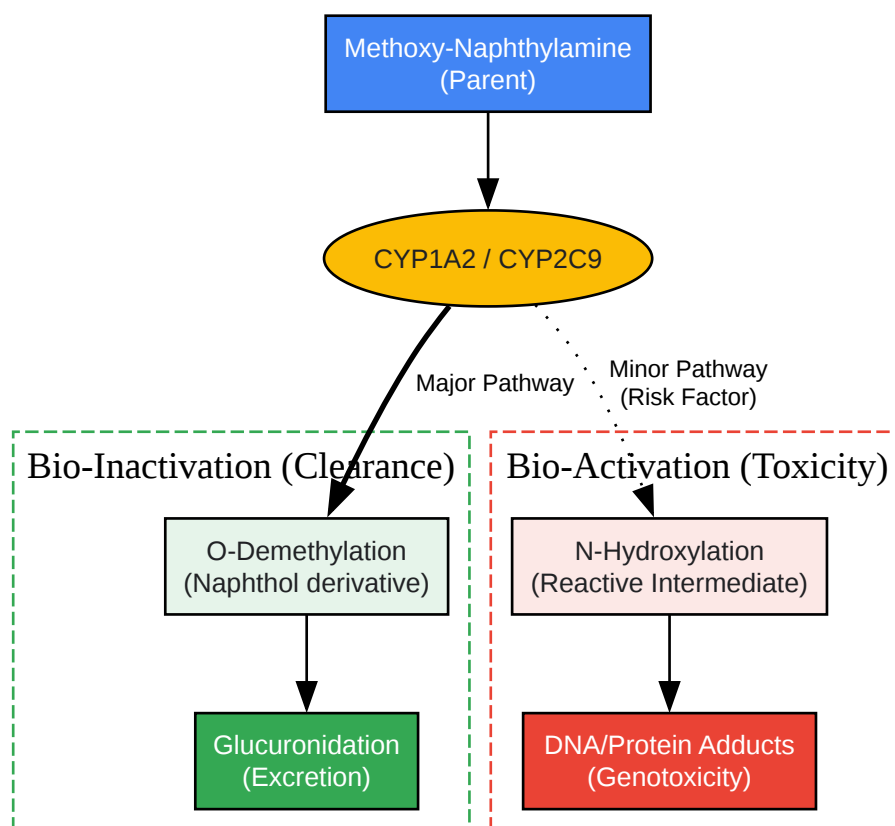 Methoxy-Naphthylamine
(Parent)
CYP1A2 / CYP2C9
Major Pathway
Minor Pathway
(Risk Factor)
Bio-Inactivation (Clearance)
Bio-Activation (Toxicity)
O-Demethylation
(Naphthol derivative)
N-Hydroxylation
(Reactive Intermediate)
Glucuronidation
(Excretion)
DNA/Protein Adducts
(Genotoxicity)